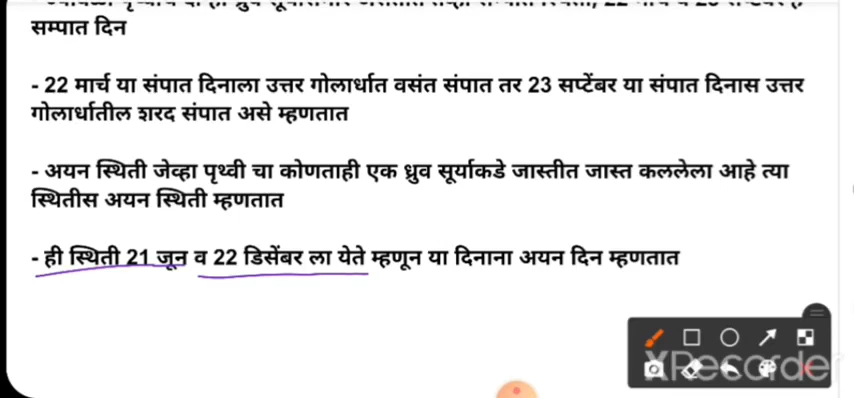 सम्पात दिन
- 22 मार्च या संपात दिनाला उत्तर गोलार्धात वसंत संपात तर 23 सप्टेंबर या संपात दिनास उत्तर
गोलार्धातील शरद संपात असे म्हणतात
- अयन स्थिती जेव्हा पृथ्वी चा कोणताही एक ध्रुव सूर्याकडे जास्तीत जास्त कललेला आहे त्या
स्थितीस अयन स्थिती म्हणतात
- ही स्थिती 21 जून व 22 डिसेंबर ला येते म्हणून या दिनाना अयन दिन म्हणतात
XRecorder